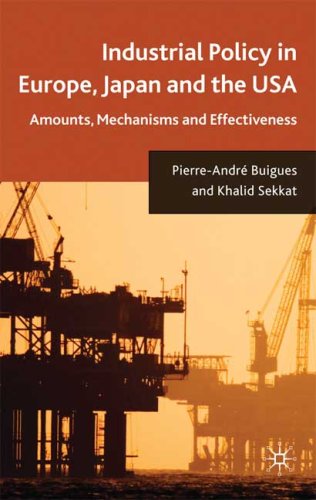 Industrial Policy in
Europe, Japan and the USA
Amounts, Mechanisms and Effectiveness
Pierre-André Buigues
and Khalid Sekkat